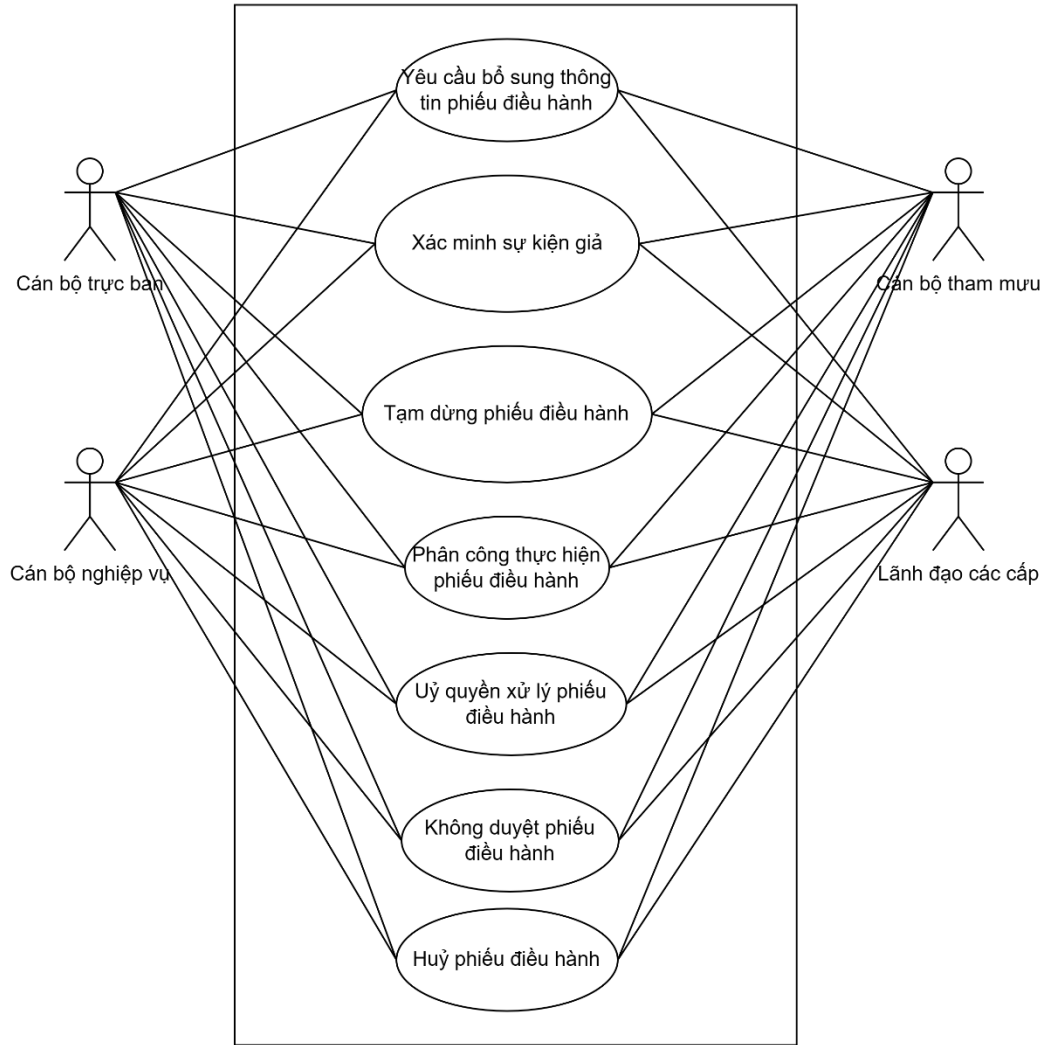 Yêu cầu bổ sung thông
tin phiếu điều hành
Xác minh sự kiện giả
Cán bộ trực ban
Cán bộ tham mưu
Tạm dừng phiếu điều hành
Phân công thực hiện
phiếu điều hành
Cán bộ nghiệp vụ
Lãnh đạo các cấp
Uỷ quyền xử lý phiếu
điều hành
Không duyệt phiếu
điều hành
Huỷ phiếu điều hành